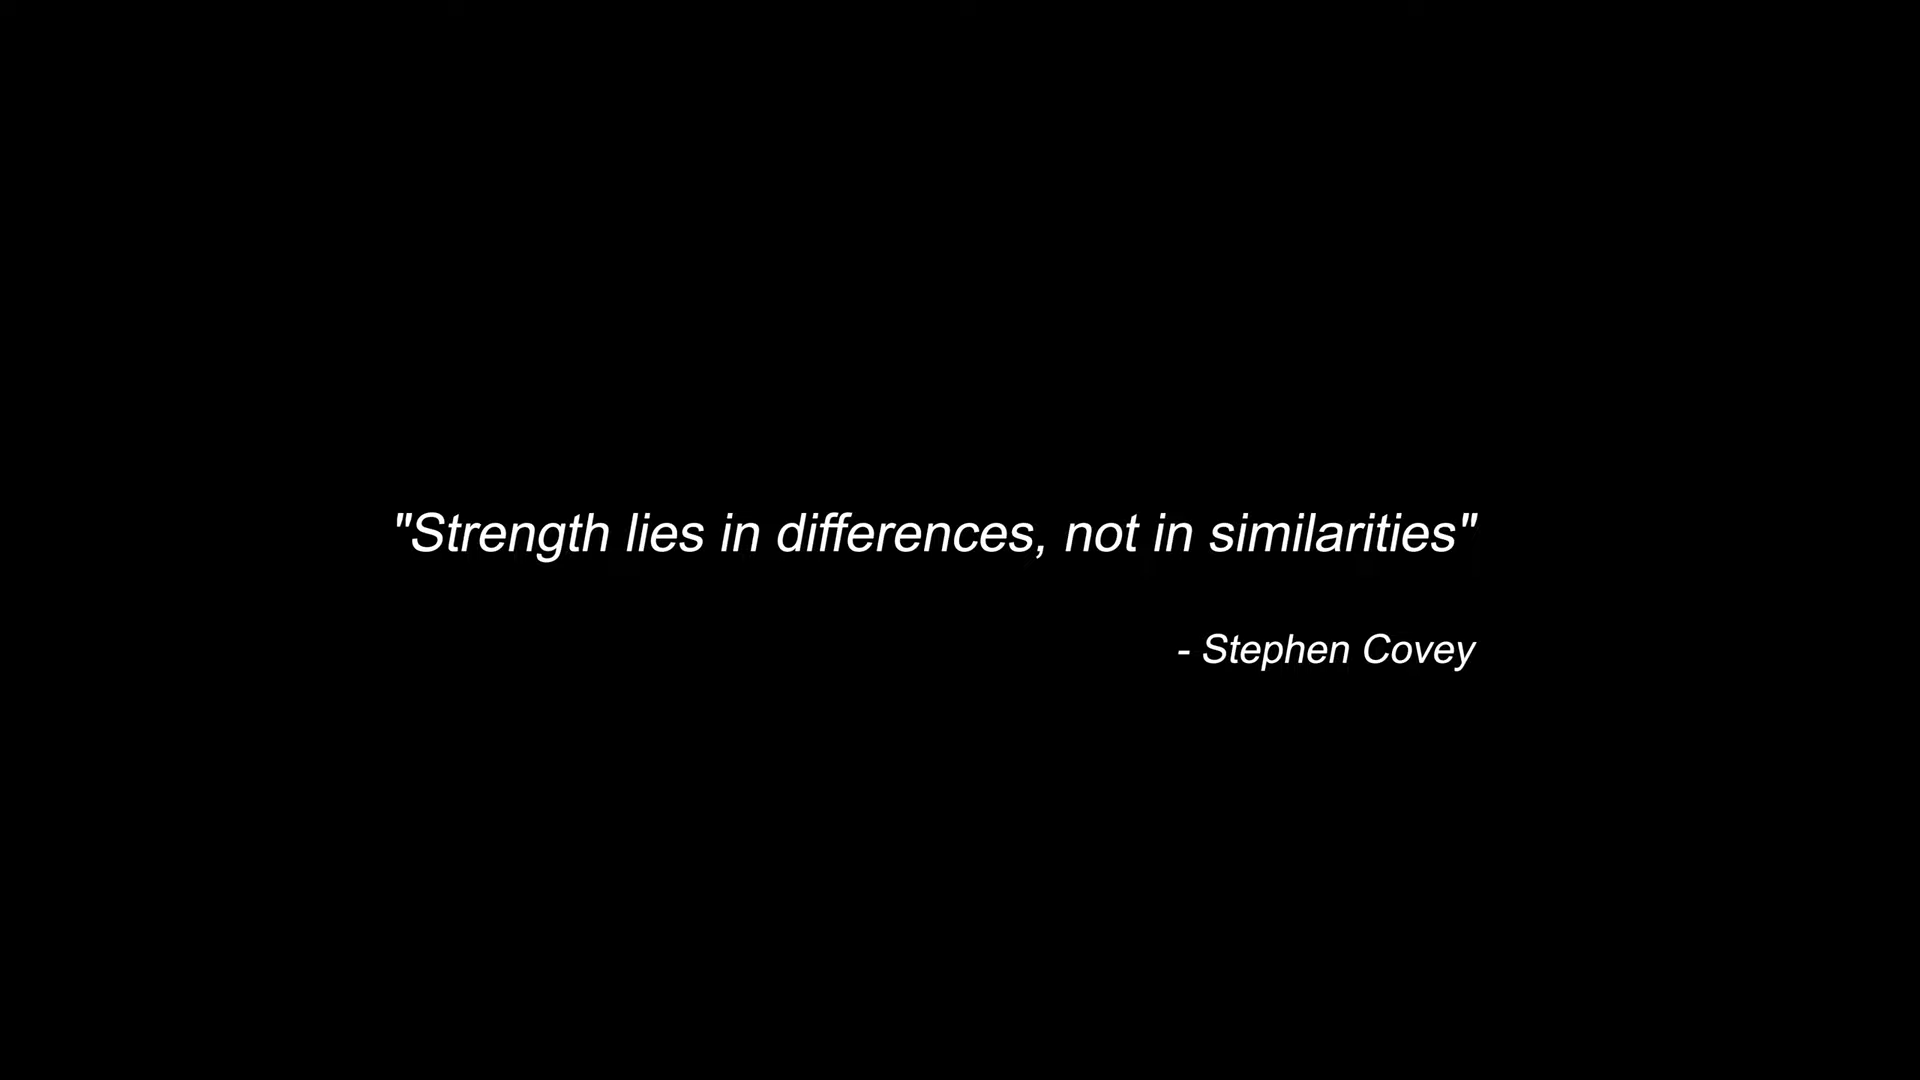 "Strength lies in differences, not in similarities"
- Stephen Covey